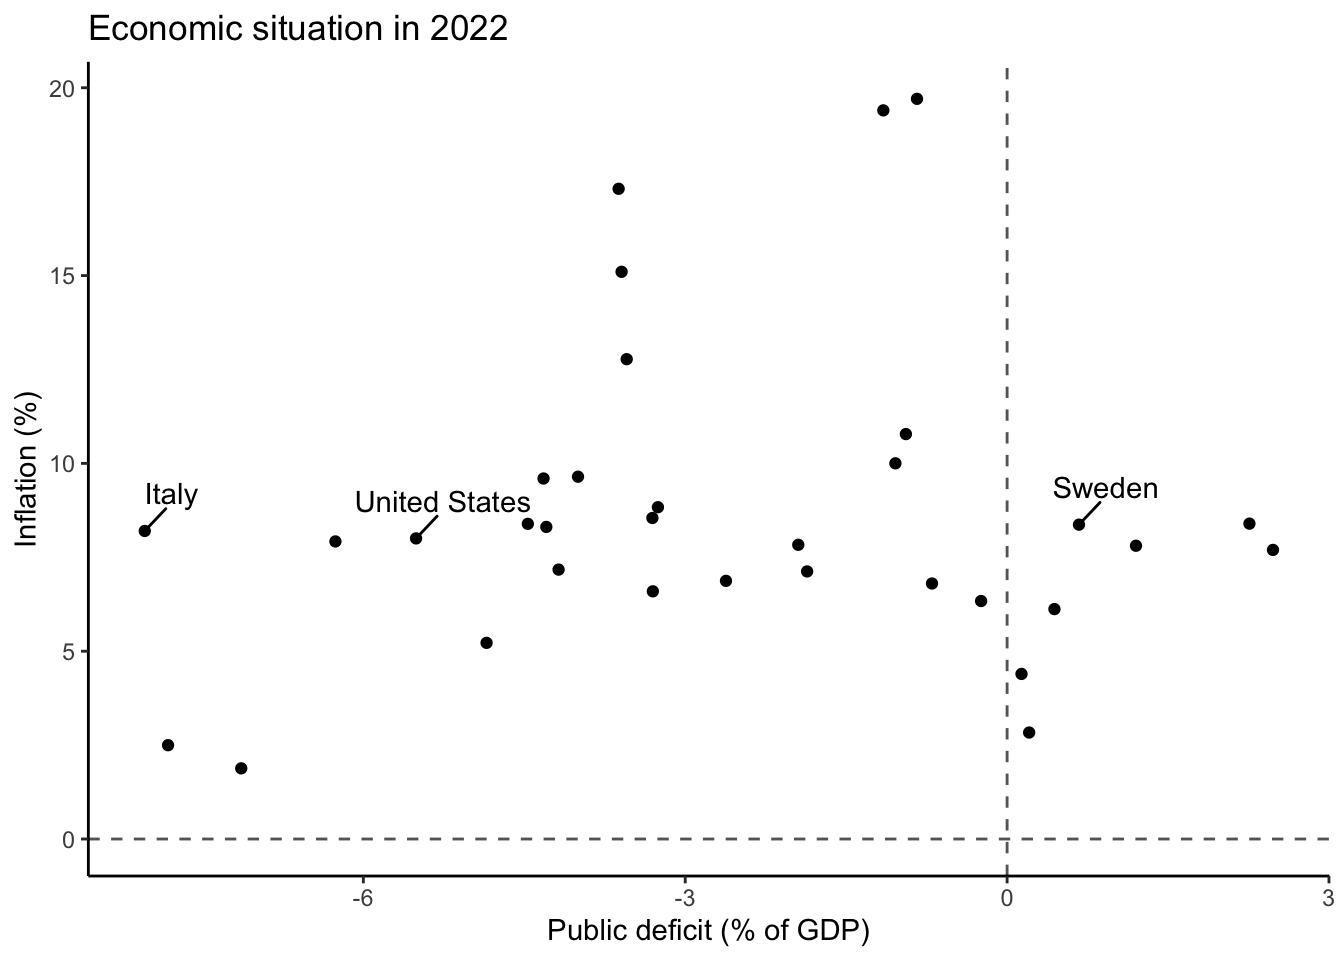 Economic situation in 2022
20
15
10
5
0
Inflation (%)
Italy
United States
Sweden
-6
-3
0
3
Public deficit (% of GDP)